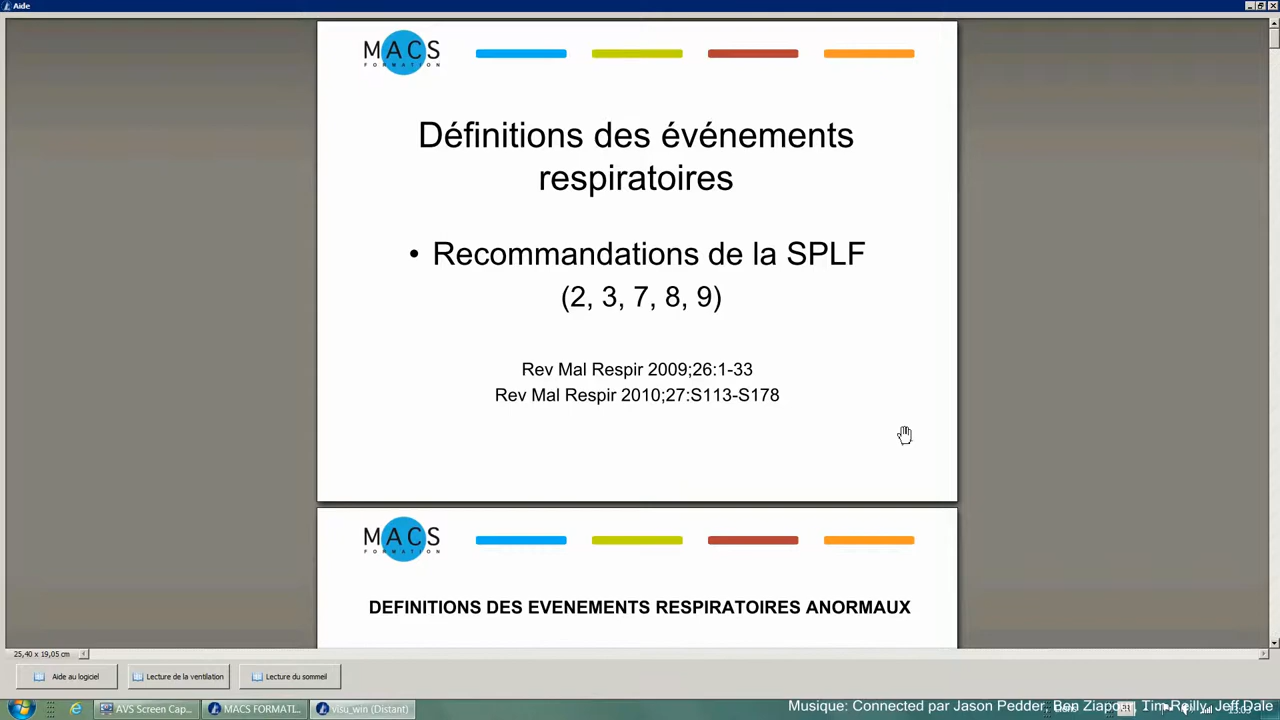 Aide
MACS
FORMATION
Définitions des événements
respiratoires
• Recommandations de la SPLF
(2, 3, 7, 8, 9)
Rev Mal Respir 2009;26:1-33
Rev Mal Respir 2010;27:S113-S178
MACS
FORMATION
DEFINITIONS DES EVENEMENTS RESPIRATOIRES ANORMAUX
25,40 x 19,05 cm
Aide au logiciel
Lecture de la ventilation
Lecture du sommeil
AVS Screen Cap...
MACS FORMATI...
visu_win (Distant)
Musique: Connected par Jason Pedder, Ben Ziapour, Tim Reilly, Jeff Dale